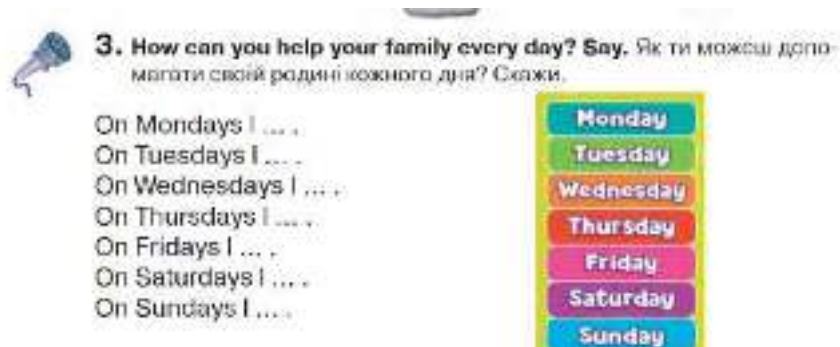 3. How can you help your family every day? Say. Як ти можеш допо-
магати своїй родині кожного дня? Скажи.
On Mondays I ... .
On Tuesdays I ... .
On Wednesdays I ... .
On Thursdays I ... .
On Fridays I ... .
On Saturdays I ... .
On Sundays I ... .
Monday
Tuesday
Wednesday
Thursday
Friday
Saturday
Sunday